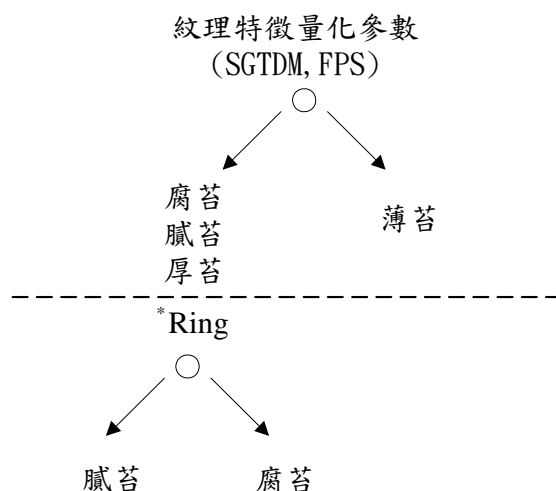 紋理特徵量化參數
(SGTDM, FPS)
腐苔
膩苔
厚苔
薄苔
*Ring
膩苔
腐苔